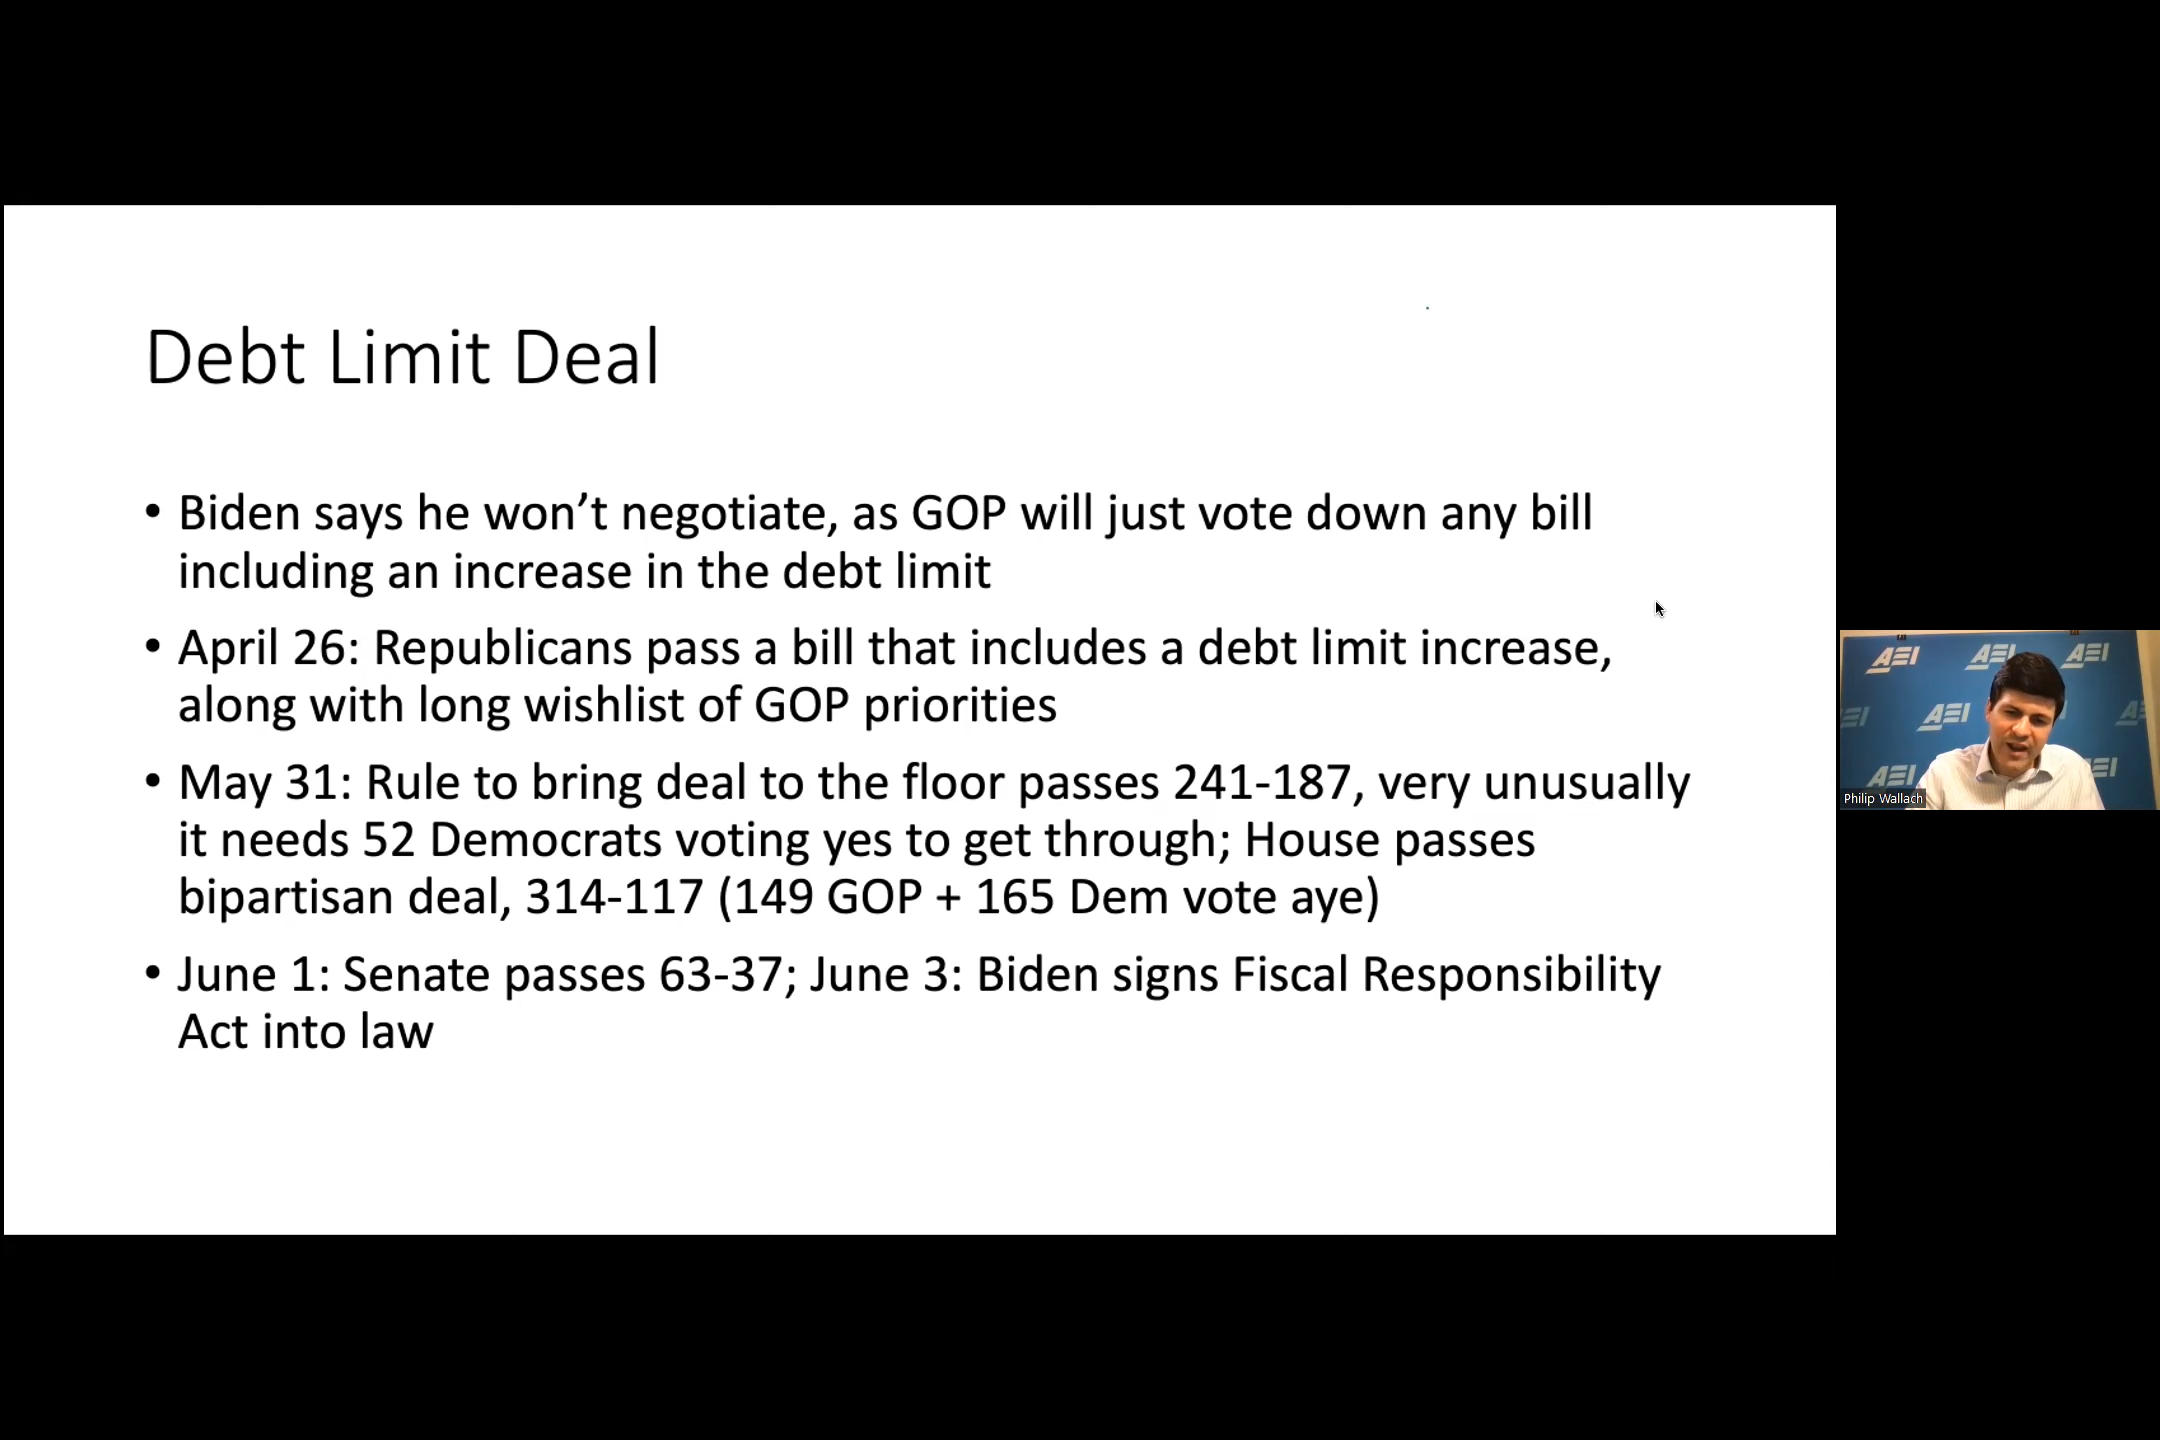 Debt Limit Deal
• Biden says he won’t negotiate, as GOP will just vote down any bill
including an increase in the debt limit
• April 26: Republicans pass a bill that includes a debt limit increase,
along with long wishlist of GOP priorities
• May 31: Rule to bring deal to the floor passes 241-187, very unusually
it needs 52 Democrats voting yes to get through; House passes
bipartisan deal, 314-117 (149 GOP + 165 Dem vote aye)
• June 1: Senate passes 63-37; June 3: Biden signs Fiscal Responsibility
Act into law
AEI AEI AEI
AEI AEI AEI
AEI AEI
Philip Wallach